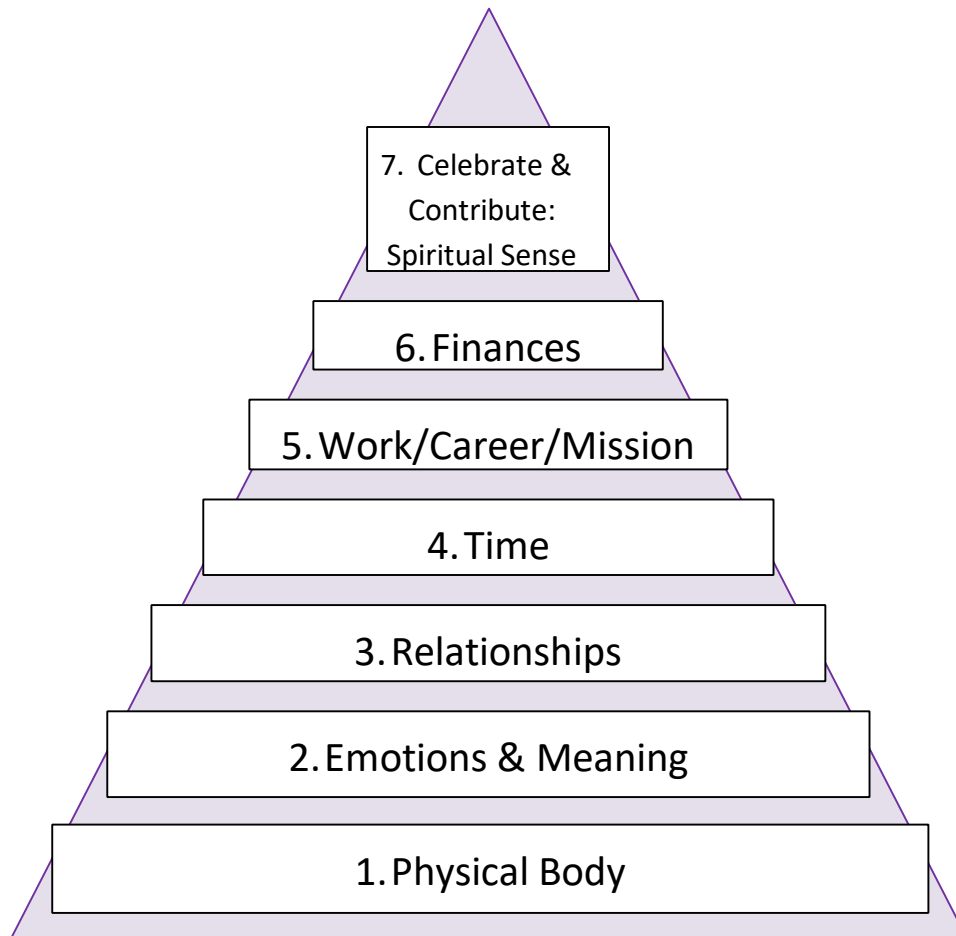 7. Celebrate &
Contribute:
Spiritual Sense
6. Finances
5. Work/Career/Mission
4. Time
3. Relationships
2. Emotions & Meaning
1. Physical Body